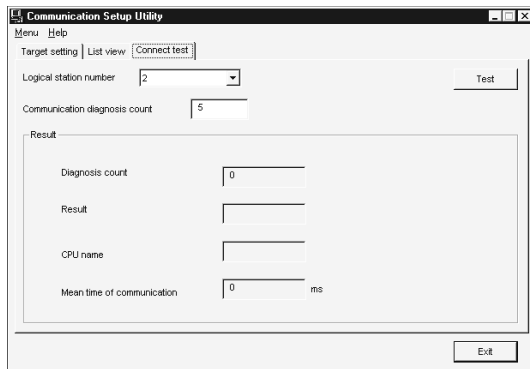 Communication Setup Utility
Menu Help
Target setting List view Connect test
Logical station number 2 Test
Communication diagnosis count 5
Result
Diagnosis count 0
Result
CPU name
Mean time of communication 0 ms
Exit